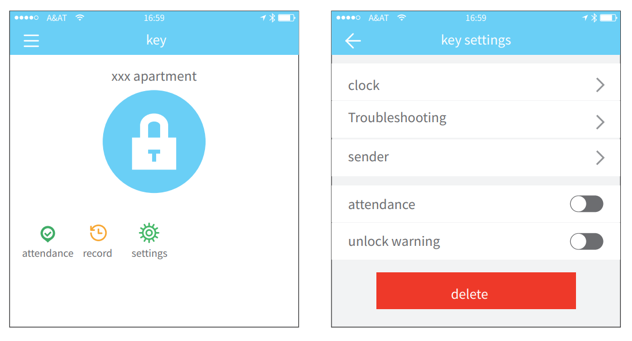 A&AT 16:59
key
xxx apartment
attendance record settings
A&AT 16:59
key settings
clock
Troubleshooting
sender
attendance
unlock warning
delete